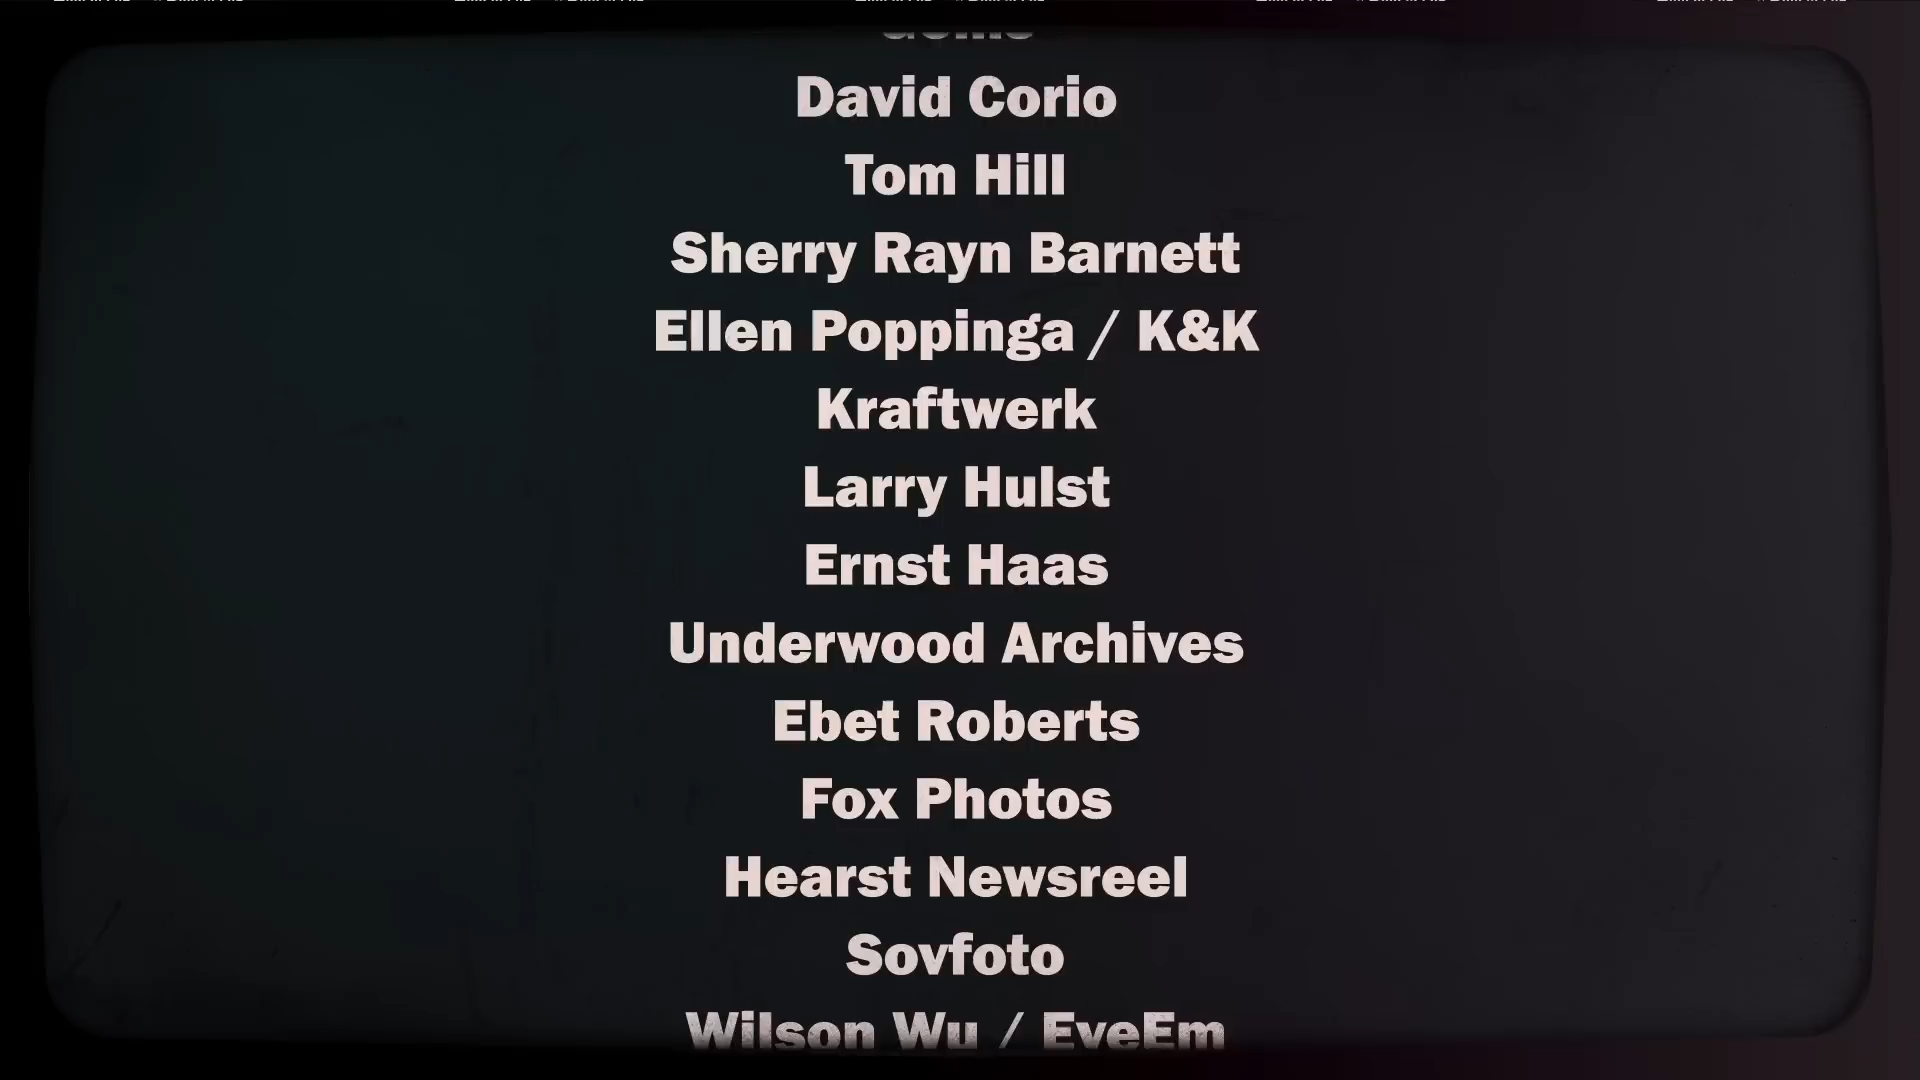 David Corio
Tom Hill
Sherry Rayn Barnett
Ellen Poppinga / K&K
Kraftwerk
Larry Hulst
Ernst Haas
Underwood Archives
Ebet Roberts
Fox Photos
Hearst Newsreel
Sovfoto
Wilson Wu / EyeEm